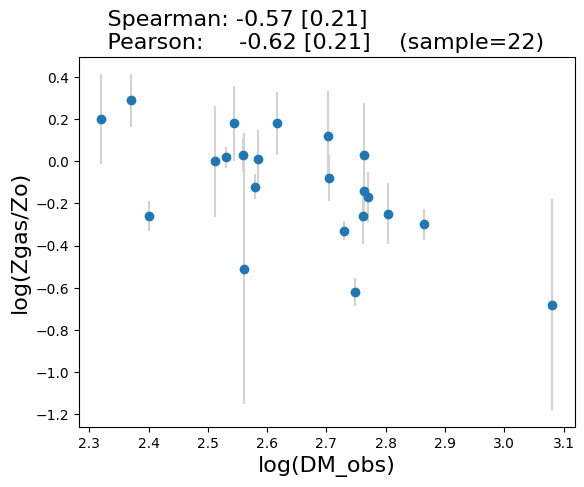 Spearman: -0.57 [0.21]
Pearson: -0.62 [0.21] (sample=22)
log(Zgas/Zo)
0.4
0.2
0.0
−0.2
−0.4
−0.6
−0.8
−1.0
−1.2
2.3 2.4 2.5 2.6 2.7 2.8 2.9 3.0 3.1
log(DM_obs)